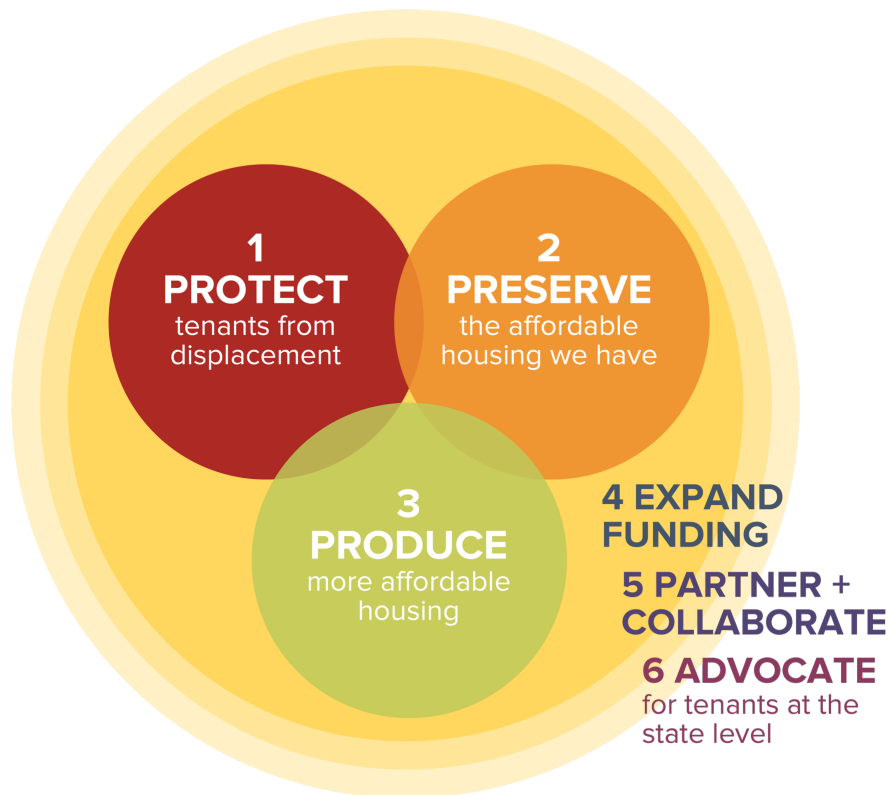 1
PROTECT
tenants from
displacement
2
PRESERVE
the affordable
housing we have
3
PRODUCE
more affordable
housing
4 EXPAND
FUNDING
5 PARTNER +
COLLABORATE
6 ADVOCATE
for tenants at the
state level